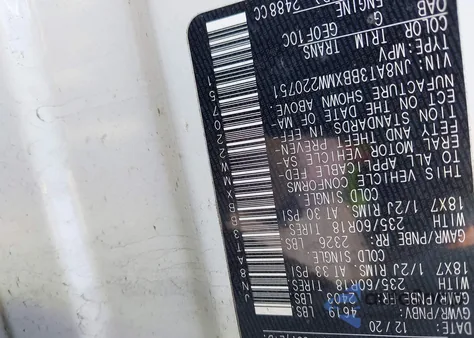 DATE: 12/20
GVWR/PNBV: 4619 LBS
GAWR/PNBE 2403 LBS
WITH 235/60R18 TIRES,
18X7 1/2J RIMS, AT 33 PSI
COLD SINGLE.
GAWR/PNBE: RR: 2326 LBS
WITH 235/60R18 TIRES,
18X7 1/2J RIMS, AT 30 PSI
COLD SINGLE.
THIS VEHICLE CONFORMS
TO ALL APPLICABLE FED-
ERAL MOTOR VEHICLE SA-
FETY AND THEFT PREVEN-
TION STANDARDS IN EFF-
ECT ON THE DATE OF MA-
NUFACTURE SHOWN ABOVE.
VIN: JN8AT3BBXMW220751
TYPE: MPV
COLOR TRIM TRANS
QAB G GE0F10C
ENGINE 2488CC
JN8AT3BBXMW220751